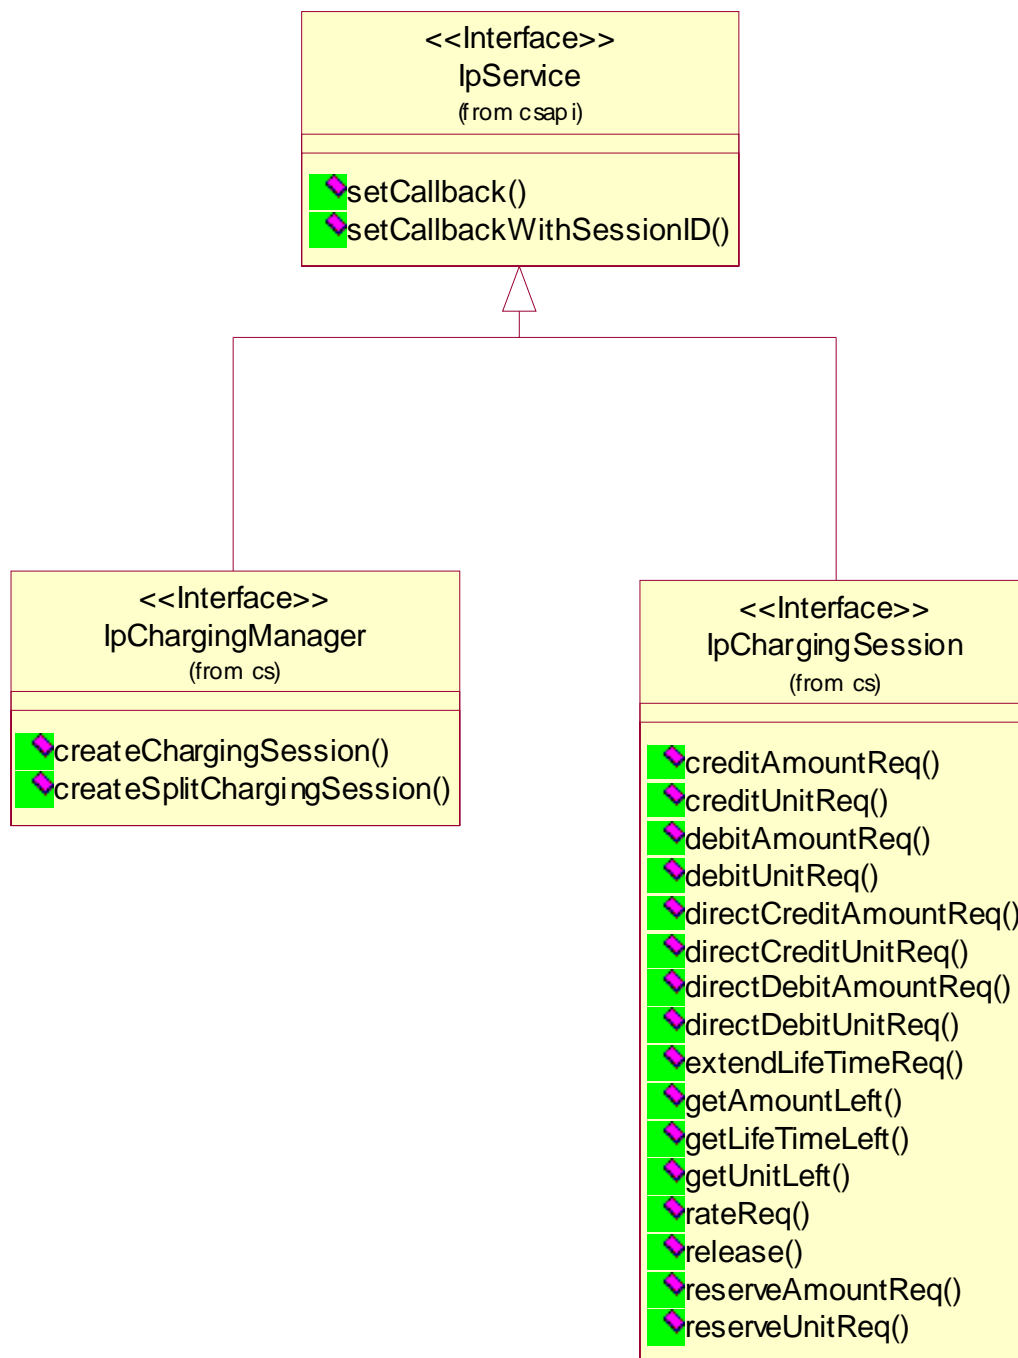 <<Interface>>
IpService
(from csapi)
setCallback()
setCallbackWithSessionID()
<<Interface>>
IpChargingManager
(from cs)
createChargingSession()
createSplitChargingSession()
<<Interface>>
IpChargingSession
(from cs)
creditAmountReq()
creditUnitReq()
debitAmountReq()
debitUnitReq()
directCreditAmountReq()
directCreditUnitReq()
directDebitAmountReq()
directDebitUnitReq()
extendLifeTimeReq()
getAmountLeft()
getLifeTimeLeft()
getUnitLeft()
rateReq()
release()
reserveAmountReq()
reserveUnitReq()